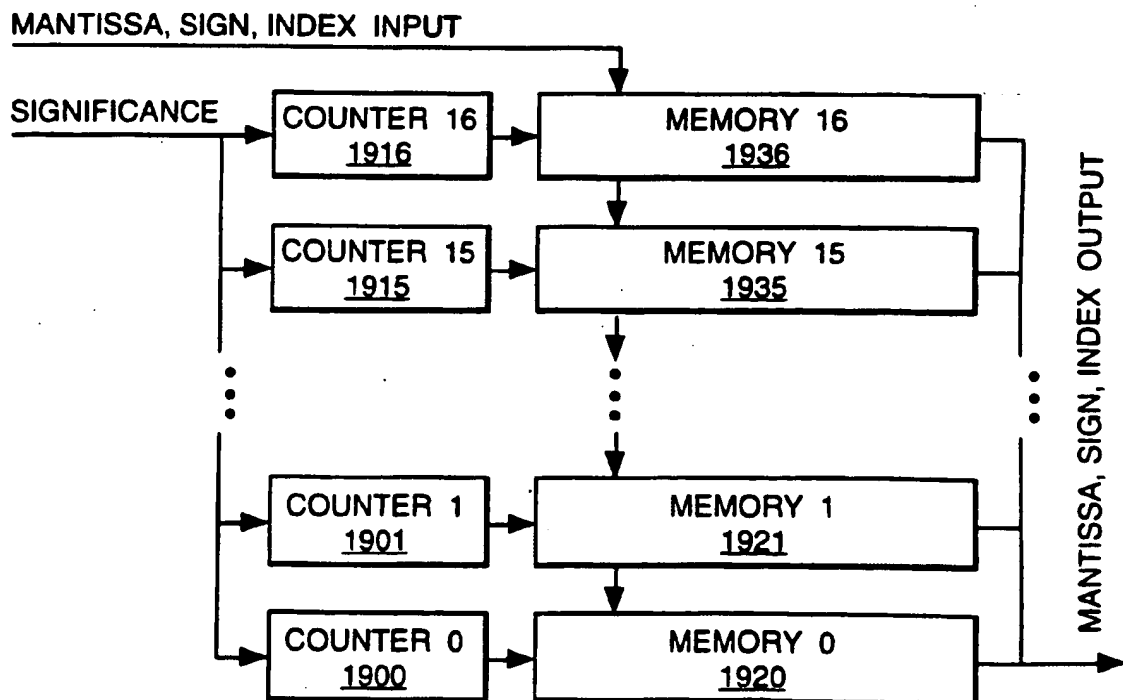 MANTISSA, SIGN, INDEX INPUT
SIGNIFICANCE
COUNTER 16
1916
MEMORY 16
1936
COUNTER 15
1915
MEMORY 15
1935
COUNTER 1
1901
MEMORY 1
1921
COUNTER 0
1900
MEMORY 0
1920
MANTISSA, SIGN, INDEX OUTPUT